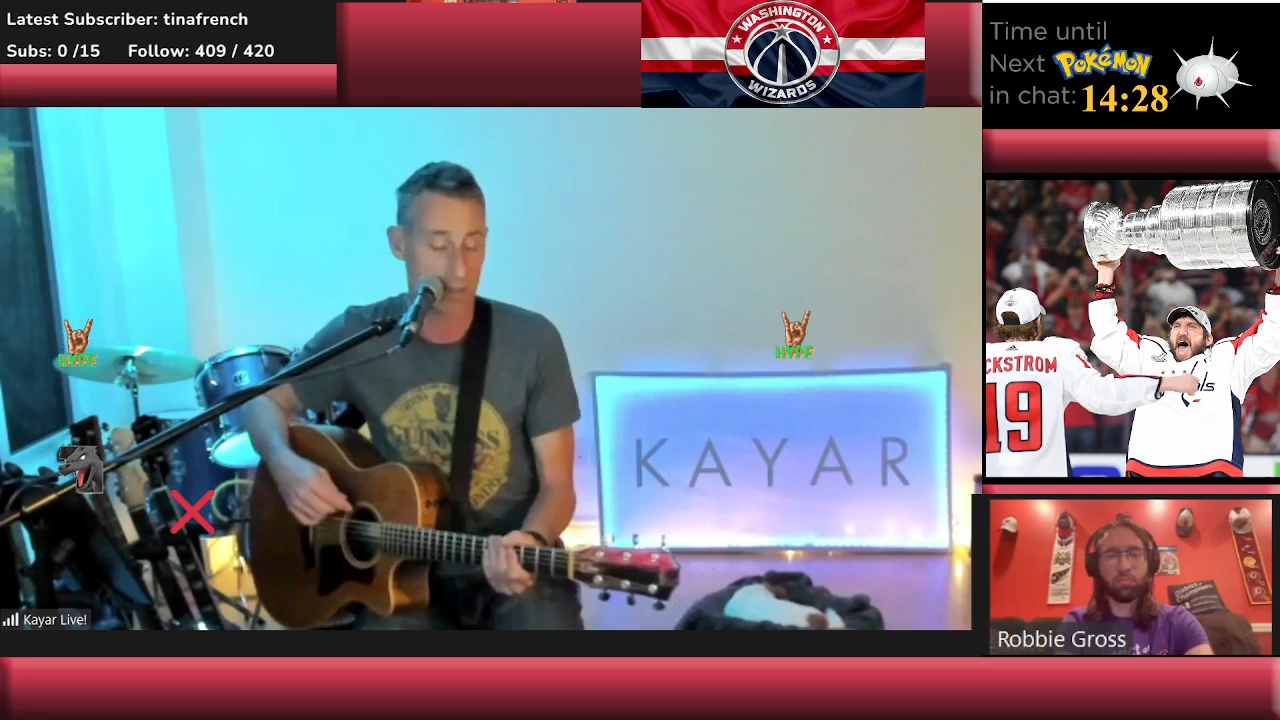 Latest Subscriber: tinafrench
Subs: 0 /15 Follow: 409 / 420
WASHINGTON
WIZARDS
Time until
Next POKéMON
in chat: 14:28
HYPE
HYPE
GUINNESS
KAYAR
CKSTROM
19
Kayar Live!
Robbie Gross